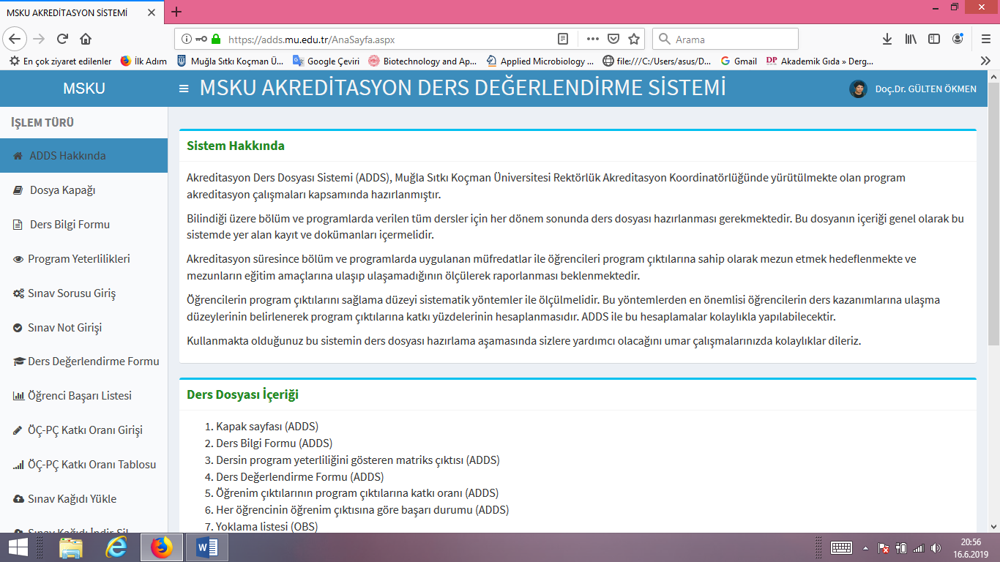 MSKU AKREDİTASYON SİSTEMİ
https://adds.mu.edu.tr/AnaSayfa.aspx
Arama
En çok ziyaret edilenler
İlk Adım
Muğla Sıtkı Koçman Ü...
Google Çeviri
Biotechnology and Ap...
Applied Microbiology ...
file:///C:/Users/asus/D...
Gmail
Akademik Gıda » Derg...
MSKU
MSKU AKREDİTASYON DERS DEĞERLENDİRME SİSTEMİ
Doç.Dr. GÜLTEN ÖKMEN
İŞLEM TÜRÜ
ADDS Hakkında
Dosya Kapağı
Ders Bilgi Formu
Program Yeterlilikleri
Sınav Sorusu Giriş
Sınav Not Girişi
Ders Değerlendirme Formu
Öğrenci Başarı Listesi
ÖÇ-PÇ Katkı Oranı Girişi
ÖÇ-PÇ Katkı Oranı Tablosu
Sınav Kağıdı Yükle
Sınav Kağıdı İndir Sil
Sistem Hakkında
Akreditasyon Ders Dosyası Sistemi (ADDS), Muğla Sıtkı Koçman Üniversitesi Rektörlük Akreditasyon Koordinatörlüğünde yürütülmekte olan program
akreditasyon çalışmaları kapsamında hazırlanmıştır.
Bilindiği üzere bölüm ve programlarda verilen tüm dersler için her dönem sonunda ders dosyası hazırlanması gerekmektedir. Bu dosyanın içeriği genel olarak bu
sistemde yer alan kayıt ve dokümanları içermelidir.
Akreditasyon süresince bölüm ve programlarda uygulanan müfredatlar ile öğrencileri program çıktılarına sahip olarak mezun etmek hedeflenmekte ve
mezunların eğitim amaçlarına ulaşıp ulaşamadığının ölçülerek raporlanması beklenmektedir.
Öğrencilerin program çıktılarını sağlama düzeyi sistematik yöntemler ile ölçülmelidir. Bu yöntemlerden en önemlisi öğrencilerin ders kazanımlarına ulaşma
düzeylerinin belirlenerek program çıktılarına katkı yüzdelerinin hesaplanmasıdır. ADDS ile bu hesaplamalar kolaylıkla yapılabilecektir.
Kullanmakta olduğunuz bu sistemin ders dosyası hazırlama aşamasında sizlere yardımcı olacağını umar çalışmalarınızda kolaylıklar dileriz.
Ders Dosyası İçeriği
1. Kapak sayfası (ADDS)
2. Ders Bilgi Formu (ADDS)
3. Dersin program yeterliliğini gösteren matriks çıktısı (ADDS)
4. Ders Değerlendirme Formu (ADDS)
5. Öğrenim çıktılarının program çıktılarına katkı oranı (ADDS)
6. Her öğrencinin öğrenim çıktısına göre başarı durumu (ADDS)
7. Yoklama listesi (OBS)
20:56
16.6.2019